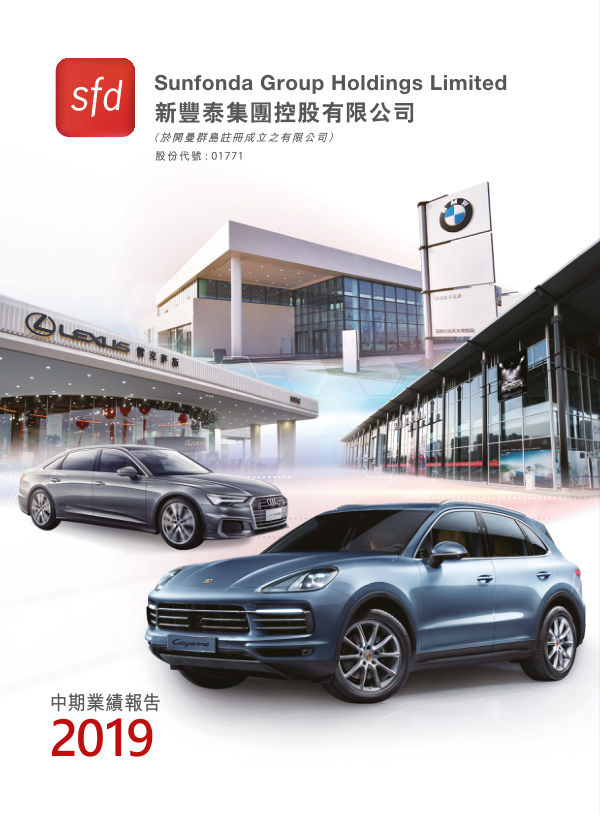 sfd
Sunfonda Group Holdings Limited
新豐泰集團控股有限公司
（於開曼群島註冊成立之有限公司）
股份代號：01771
BMW
LEXUS
Cayenne
中期業績報告
2019